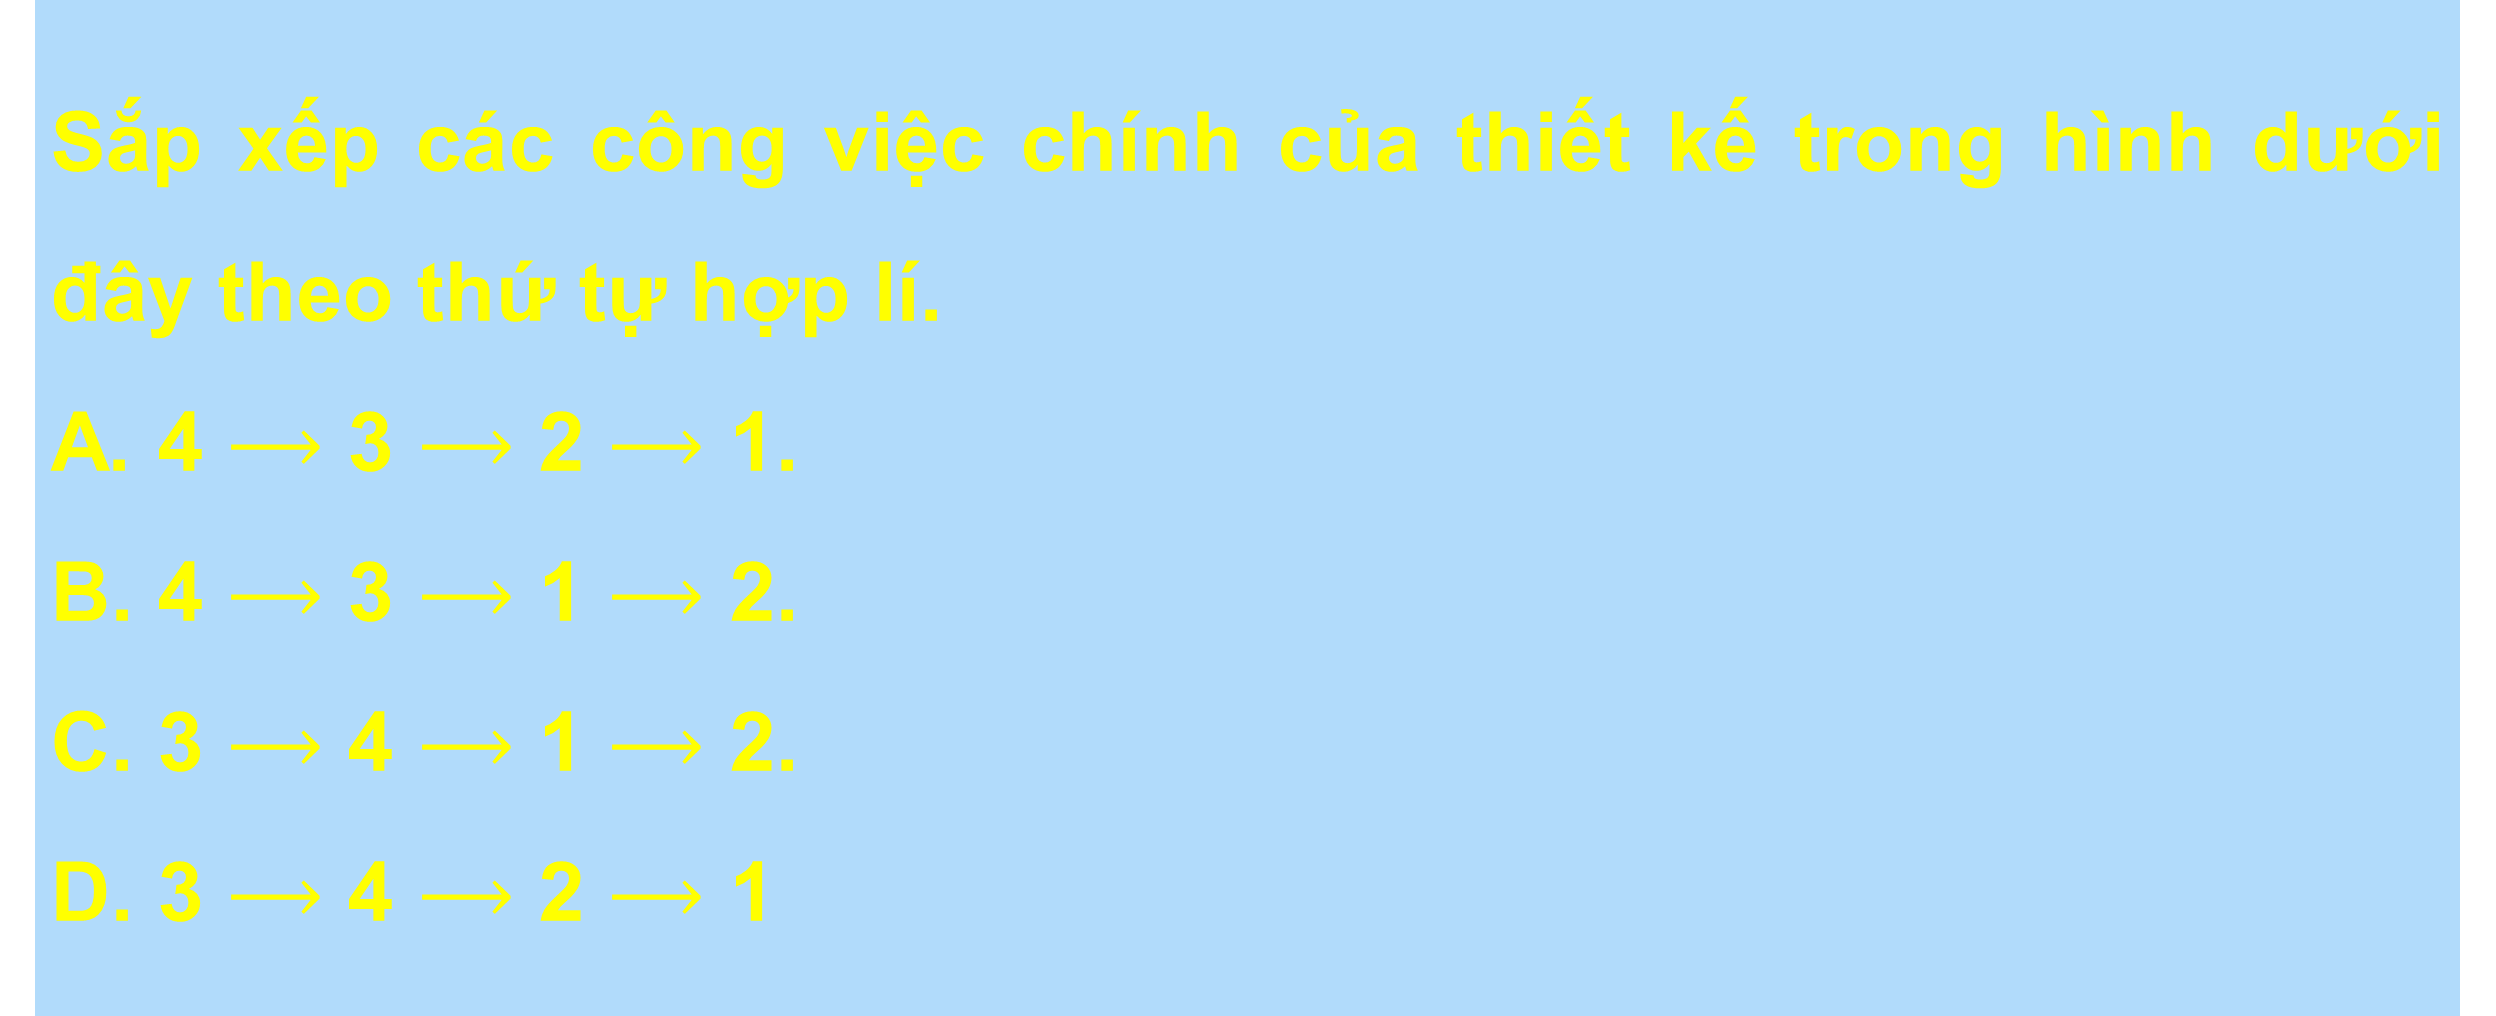 Sắp xếp các công việc chính của thiết kế trong hình dưới
đây theo thứ tự hợp lí.
A. 4 ⟶ 3 ⟶ 2 ⟶ 1.
B. 4 ⟶ 3 ⟶ 1 ⟶ 2.
C. 3 ⟶ 4 ⟶ 1 ⟶ 2.
D. 3 ⟶ 4 ⟶ 2 ⟶ 1